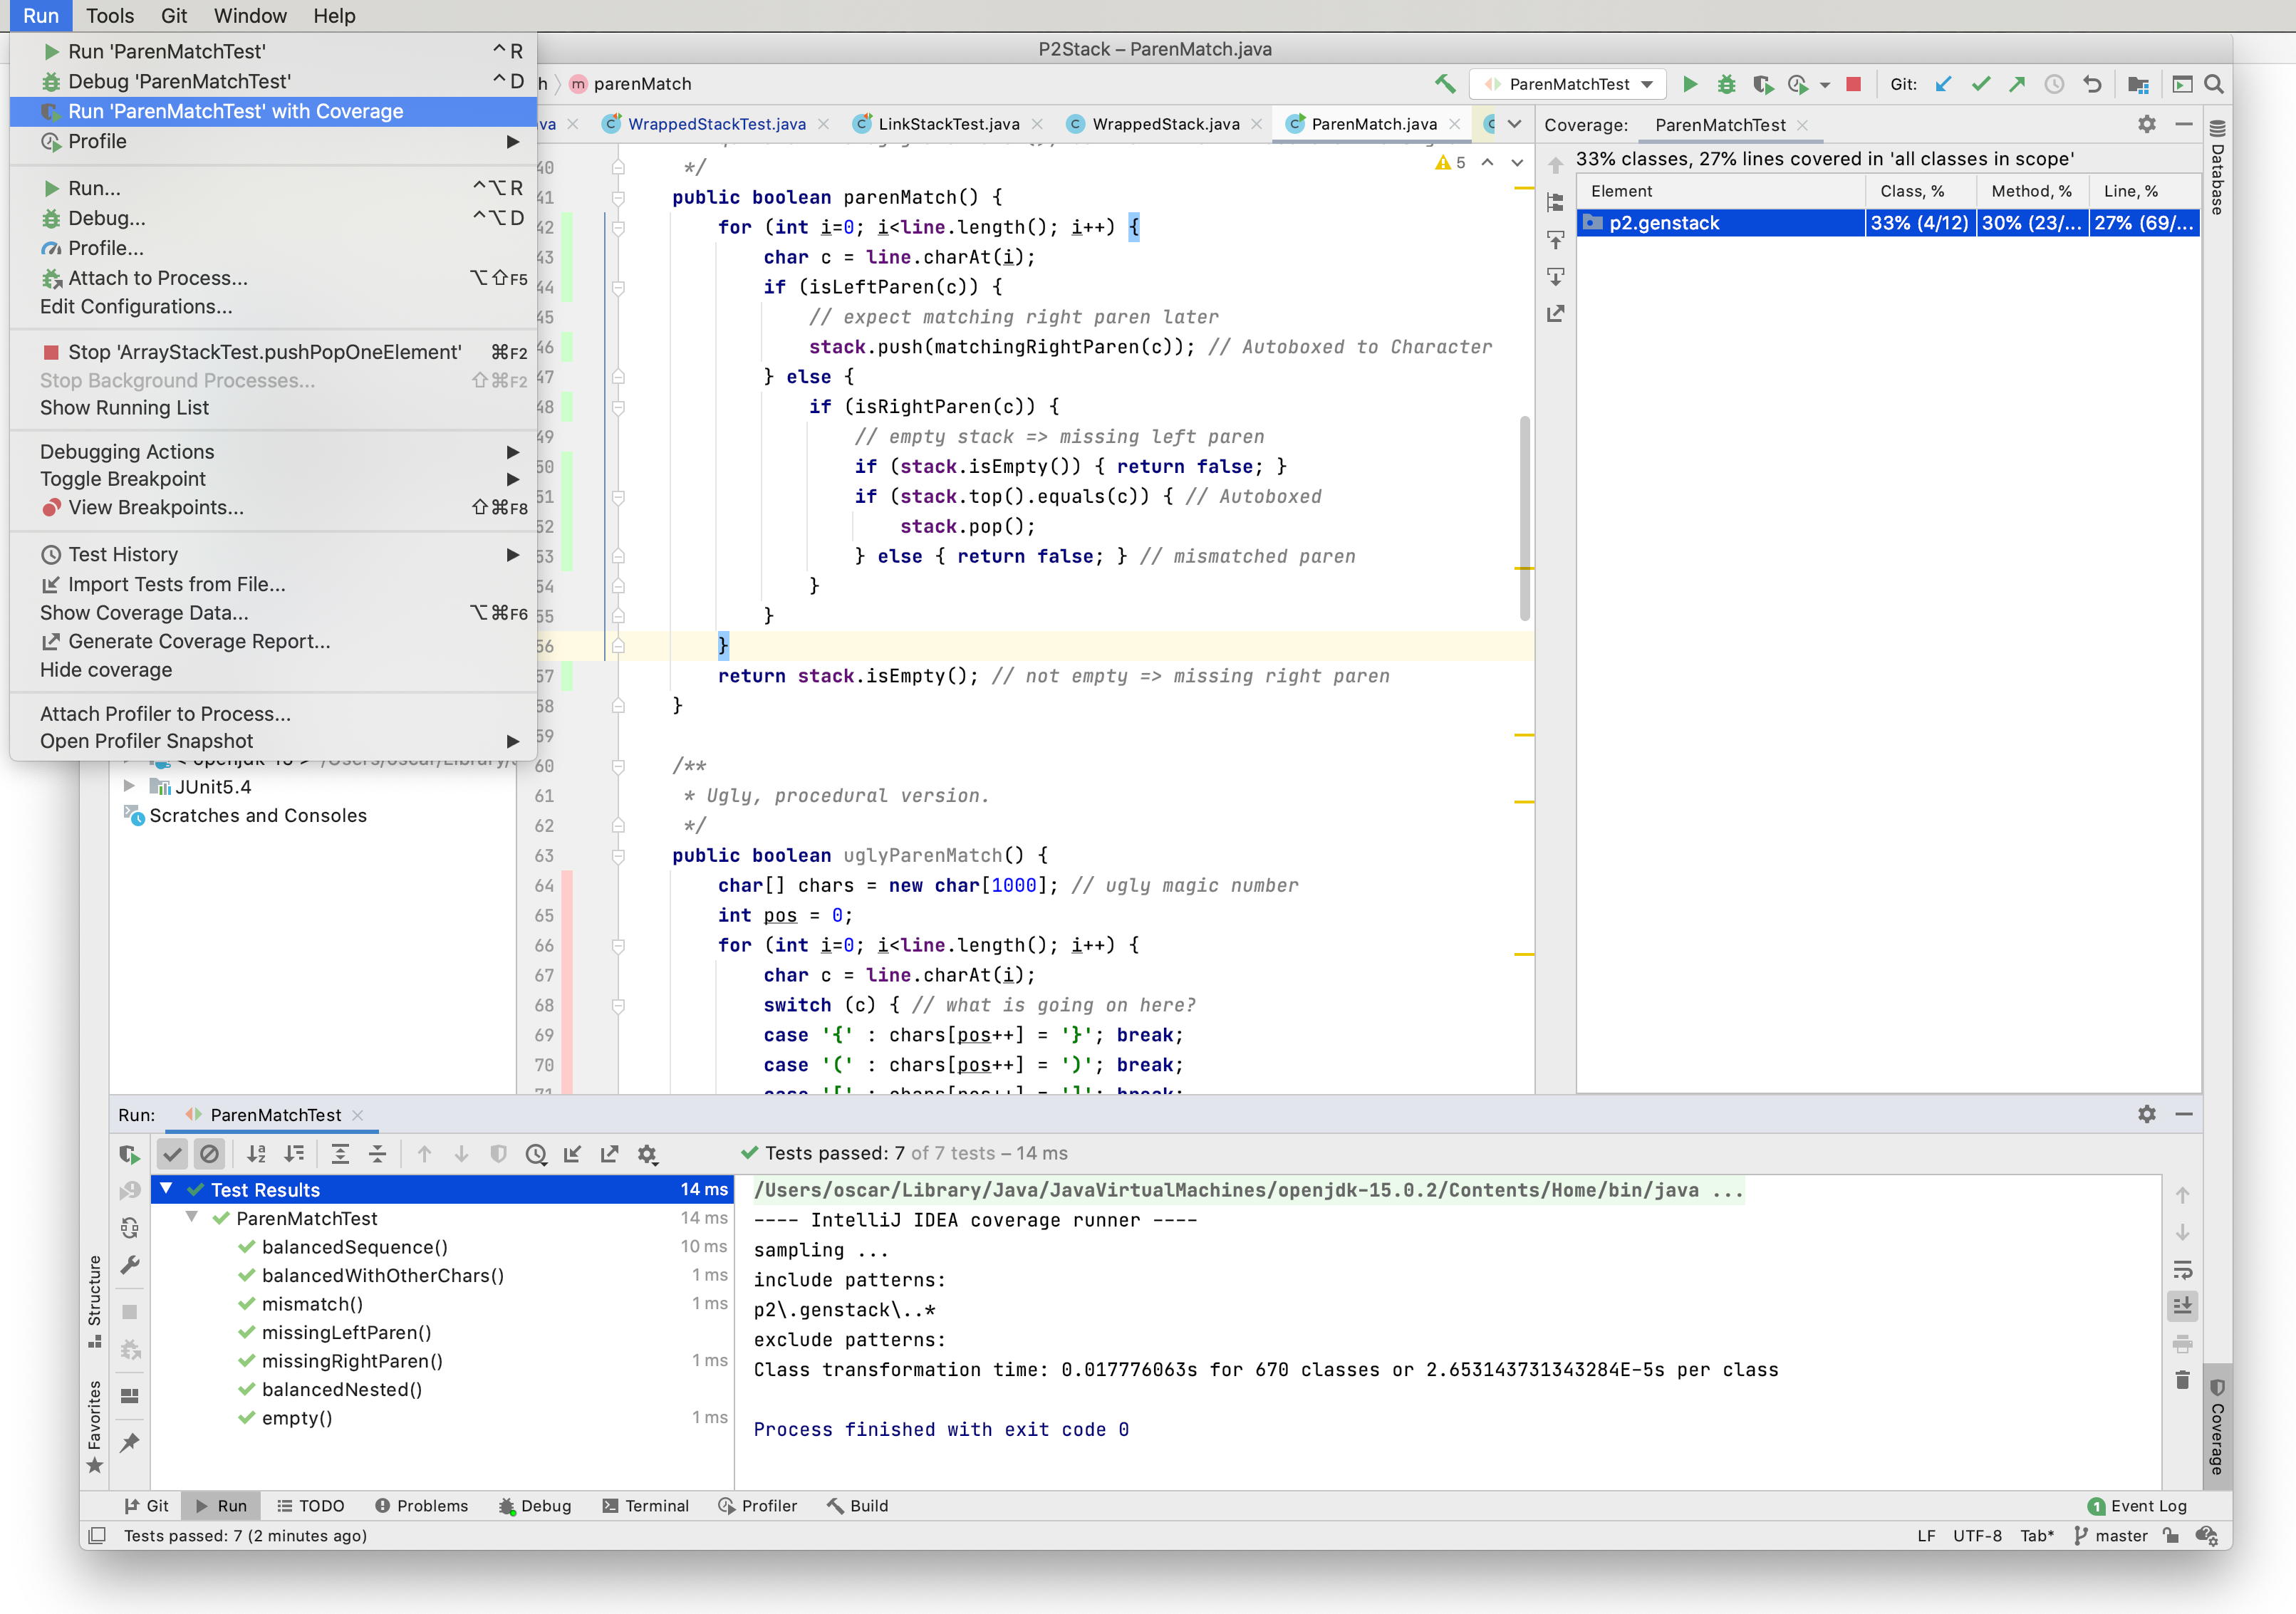 Run Tools Git Window Help
Run 'ParenMatchTest' ^ R
Debug 'ParenMatchTest' ^ D
Run 'ParenMatchTest' with Coverage
Profile
Run... ^⌥R
Debug... ^⌥D
Profile...
Attach to Process... ⌥⇧F5
Edit Configurations...
Stop 'ArrayStackTest.pushPopOneElement' ⌘F2
Stop Background Processes... ⇧⌘F2
Show Running List
Debugging Actions
Toggle Breakpoint
View Breakpoints... ⇧⌘F8
Test History
Import Tests from File...
Show Coverage Data... ⌥⌘F6
Generate Coverage Report...
Hide coverage
Attach Profiler to Process...
Open Profiler Snapshot
P2Stack – ParenMatch.java
h m parenMatch
ParenMatchTest
Git:
va WrappedStackTest.java LinkStackTest.java WrappedStack.java ParenMatch.java
5
40 */
41 public boolean parenMatch() {
42 for (int i=0; i<line.length(); i++) {
43 char c = line.charAt(i);
44 if (isLeftParen(c)) {
45 // expect matching right paren later
46 stack.push(matchingRightParen(c)); // Autoboxed to Character
47 } else {
48 if (isRightParen(c)) {
49 // empty stack => missing left paren
50 if (stack.isEmpty()) { return false; }
51 if (stack.top().equals(c)) { // Autoboxed
52 stack.pop();
53 } else { return false; } // mismatched paren
54 }
55 }
56 }
57 return stack.isEmpty(); // not empty => missing right paren
58 }
59
60 /**
61 * Ugly, procedural version.
62 */
63 public boolean uglyParenMatch() {
64 char[] chars = new char[1000]; // ugly magic number
65 int pos = 0;
66 for (int i=0; i<line.length(); i++) {
67 char c = line.charAt(i);
68 switch (c) { // what is going on here?
69 case '{' : chars[pos++] = '}'; break;
70 case '(' : chars[pos++] = ')'; break;
71 case '[' : chars[pos++] = ']'; break;
Coverage: ParenMatchTest
33% classes, 27% lines covered in 'all classes in scope'
Element Class, % Method, % Line, %
p2.genstack 33% (4/12) 30% (23/... 27% (69/...
Database
Coverage
JUnit5.4
Scratches and Consoles
Structure
Favorites
Run: ParenMatchTest
Tests passed: 7 of 7 tests – 14 ms
Test Results 14 ms
ParenMatchTest 14 ms
balancedSequence() 10 ms
balancedWithOtherChars() 1 ms
mismatch() 1 ms
missingLeftParen()
missingRightParen() 1 ms
balancedNested()
empty() 1 ms
/Users/oscar/Library/Java/JavaVirtualMachines/openjdk-15.0.2/Contents/Home/bin/java ...
---- IntelliJ IDEA coverage runner ----
sampling ...
include patterns:
p2\.genstack\..*
exclude patterns:
Class transformation time: 0.017776063s for 670 classes or 2.653143731343284E-5s per class
Process finished with exit code 0
Git Run TODO Problems Debug Terminal Profiler Build
1 Event Log
Tests passed: 7 (2 minutes ago)
LF UTF-8 Tab* master